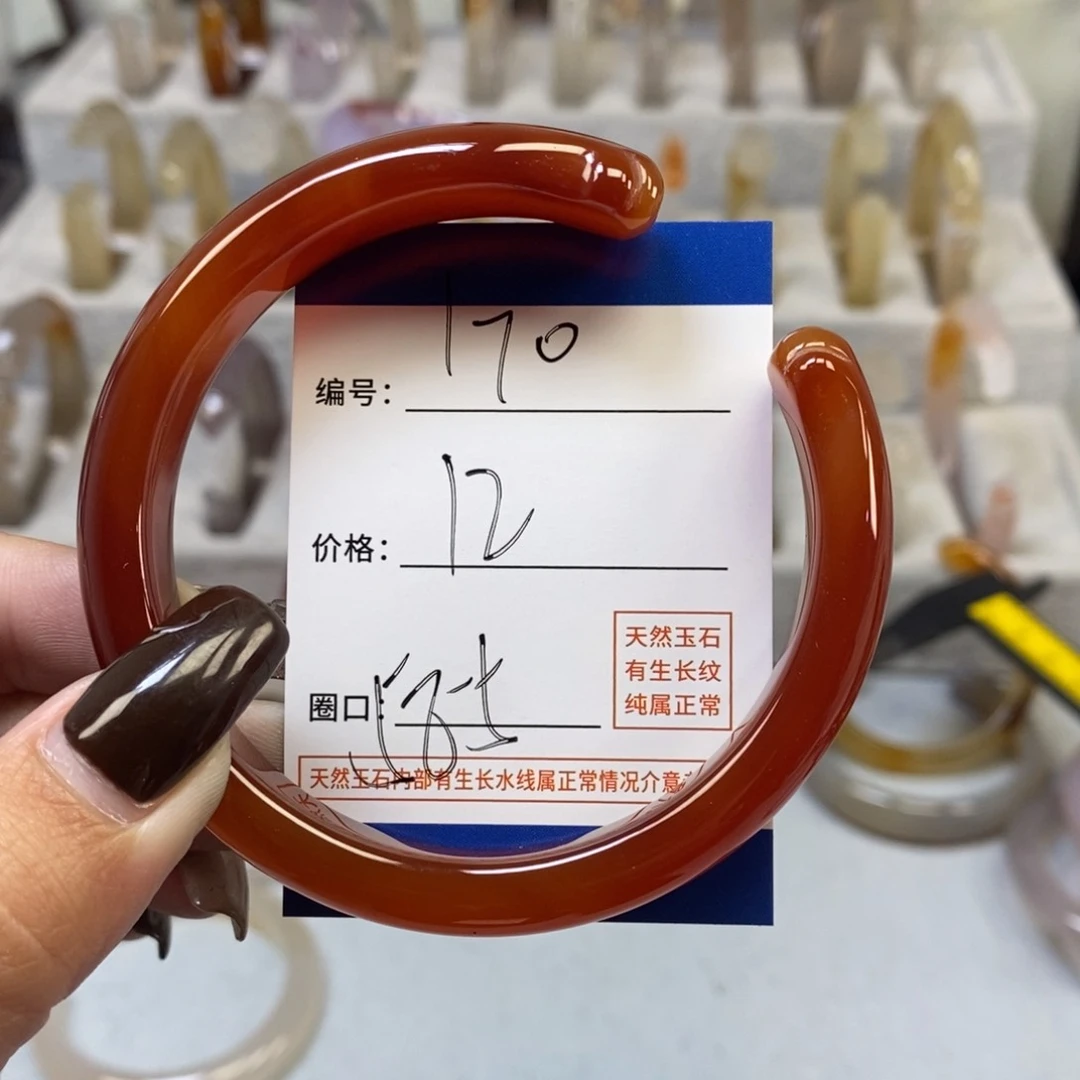 编号: 170
价格: 12
圈口:
天然玉石
有生长纹
纯属正常
天然玉石内部有生长水线属正常情况介意